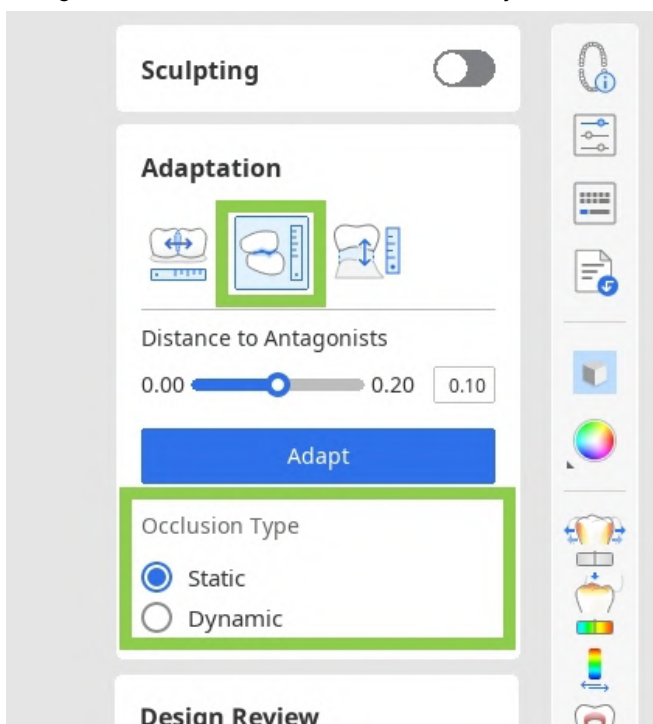 Sculpting
Adaptation
Distance to Antagonists
0.00 0.20 0.10
Adapt
Occlusion Type
Static
Dynamic
Design Review